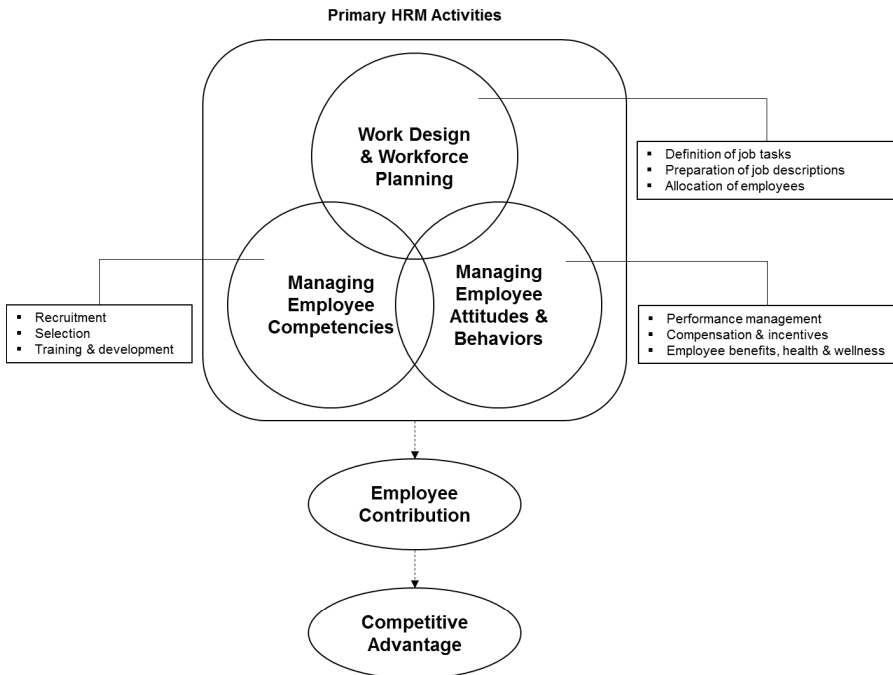 Primary HRM Activities
Work Design
& Workforce
Planning
▪ Definition of job tasks
▪ Preparation of job descriptions
▪ Allocation of employees
Managing
Employee
Competencies
Managing
Employee
Attitudes &
Behaviors
▪ Recruitment
▪ Selection
▪ Training & development
▪ Performance management
▪ Compensation & incentives
▪ Employee benefits, health & wellness
Employee
Contribution
Competitive
Advantage